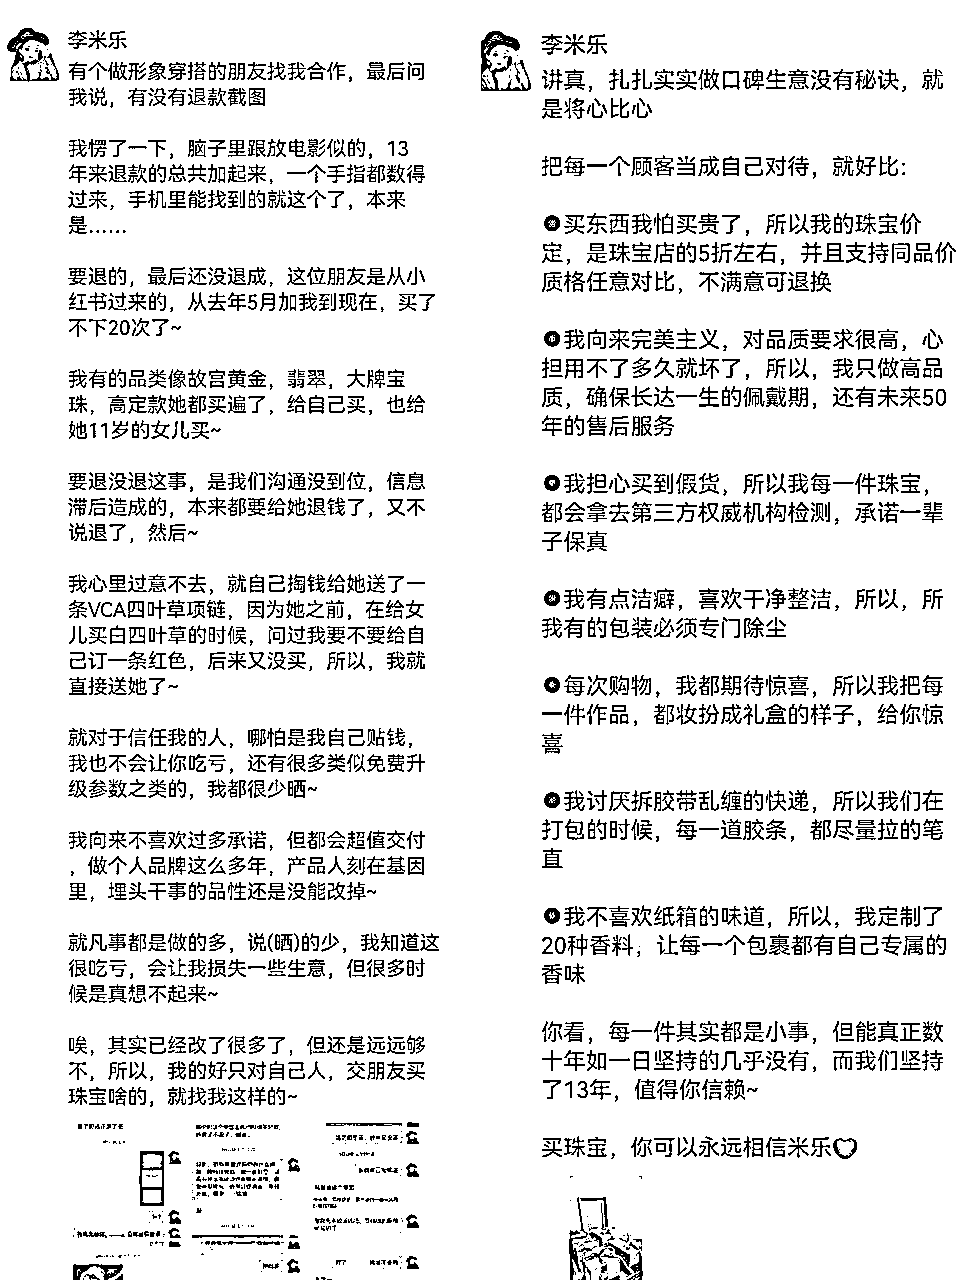 李米乐
有个做形象穿搭的朋友找我合作，最后问
我说，有没有退款截图
我愣了一下，脑子里跟放电影似的，13
年来退款的总共加起来，一个手指都数得
过来，手机里能找到的就这个了，本来
是……
要退的，最后还没退成，这位朋友是从小
红书过来的，从去年5月加我到现在，买了
不下20次了~
我有的品类像故宫黄金，翡翠，大牌宝
珠，高定款她都买遍了，给自己买，也给
她11岁的女儿买~
要退没退这事，是我们沟通没到位，信息
滞后造成的，本来都要给她退钱了，又不
说退了，然后~
我心里过意不去，就自己掏钱给她送了一
条VCA四叶草项链，因为她之前，在给女
儿买白四叶草的时候，问过我要不要给自
己订一条红色，后来又没买，所以，我就
直接送她了~
就对于信任我的人，哪怕是我自己贴钱，
我也不会让你吃亏，还有很多类似免费升
级参数之类的，我都很少晒~
我向来不喜欢过多承诺，但都会超值交付
，做个人品牌这么多年，产品人刻在基因
里，埋头干事的品性还是没能改掉~
就凡事都是做的多，说(晒)的少，我知道这
很吃亏，会让我损失一些生意，但很多时
候是真想不起来~
唉，其实已经改了很多了，但还是远远够
不，所以，我的好只对自己人，交朋友买
珠宝啥的，就找我这样的~
李米乐
讲真，扎扎实实做口碑生意没有秘诀，就
是将心比心
把每一个顾客当成自己对待，就好比：
买东西我怕买贵了，所以我的珠宝价
定，是珠宝店的5折左右，并且支持同品价
质格任意对比，不满意可退换
我向来完美主义，对品质要求很高，心
担用不了多久就坏了，所以，我只做高品
质，确保长达一生的佩戴期，还有未来50
年的售后服务
我担心买到假货，所以我每一件珠宝，
都会拿去第三方权威机构检测，承诺一辈
子保真
我有点洁癖，喜欢干净整洁，所以，所
我有的包装必须专门除尘
每次购物，我都期待惊喜，所以我把每
一件作品，都妆扮成礼盒的样子，给你惊
喜
我讨厌拆胶带乱缠的快递，所以我们在
打包的时候，每一道胶条，都尽量拉的笔
直
我不喜欢纸箱的味道，所以，我定制了
20种香料，让每一个包裹都有自己专属的
香味
你看，每一件其实都是小事，但能真正数
十年如一日坚持的几乎没有，而我们坚持
了13年，值得你信赖~
买珠宝，你可以永远相信米乐